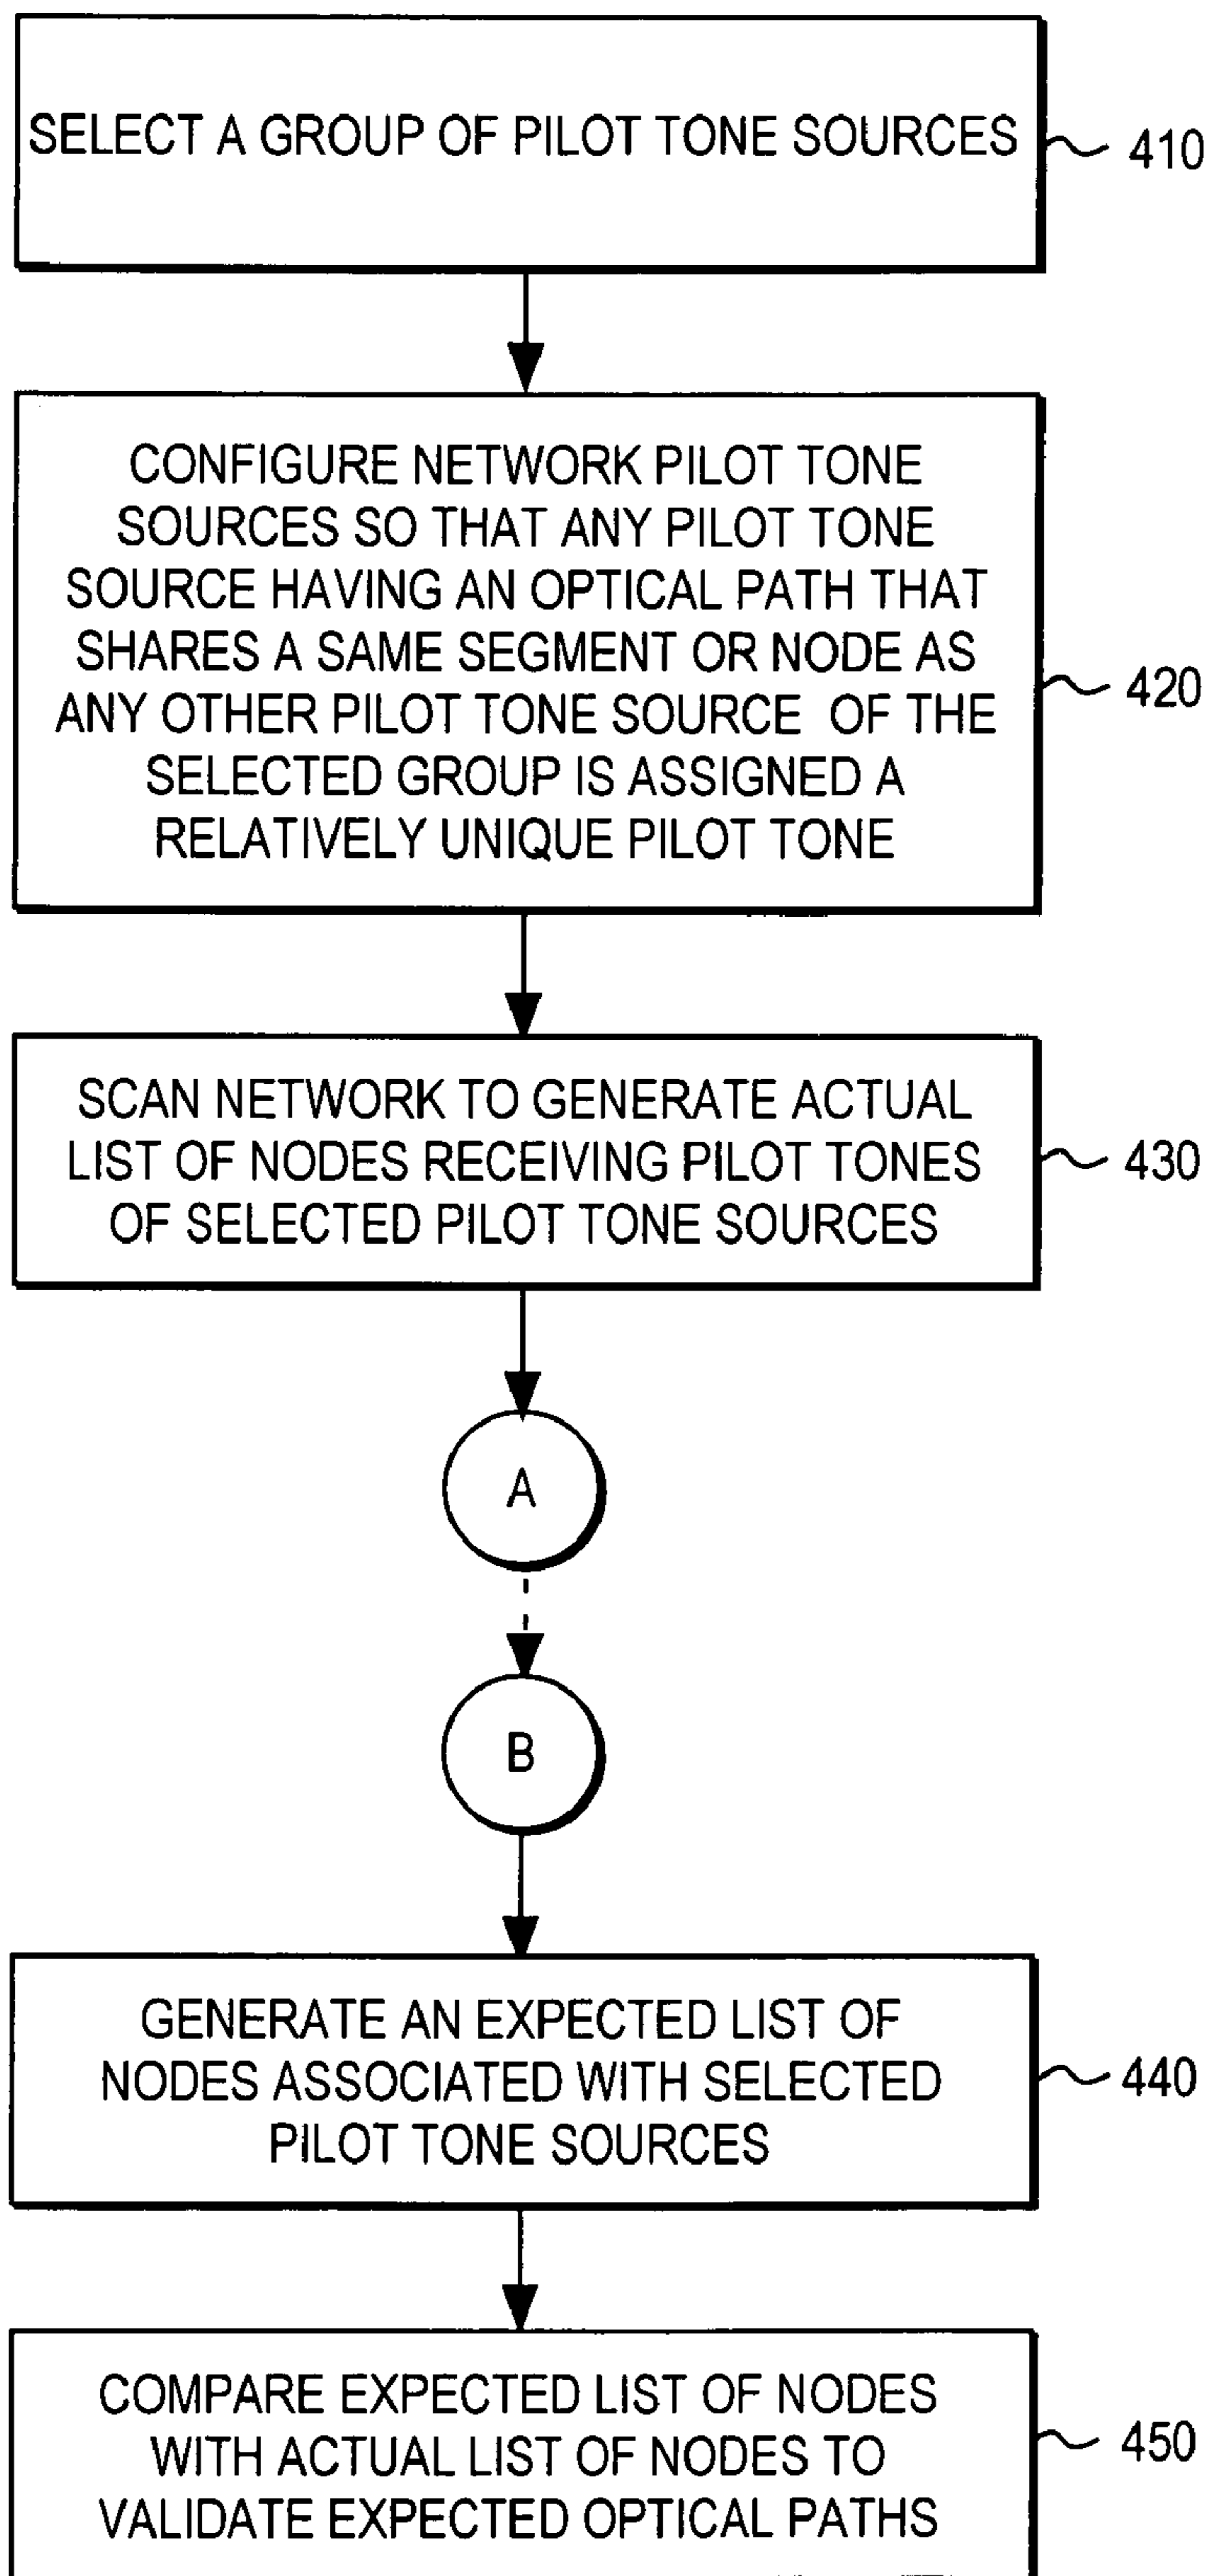 SELECT A GROUP OF PILOT TONE SOURCES
410
CONFIGURE NETWORK PILOT TONE
SOURCES SO THAT ANY PILOT TONE
SOURCE HAVING AN OPTICAL PATH THAT
SHARES A SAME SEGMENT OR NODE AS
ANY OTHER PILOT TONE SOURCE OF THE
SELECTED GROUP IS ASSIGNED A
RELATIVELY UNIQUE PILOT TONE
420
SCAN NETWORK TO GENERATE ACTUAL
LIST OF NODES RECEIVING PILOT TONES
OF SELECTED PILOT TONE SOURCES
430
A
B
GENERATE AN EXPECTED LIST OF
NODES ASSOCIATED WITH SELECTED
PILOT TONE SOURCES
440
COMPARE EXPECTED LIST OF NODES
WITH ACTUAL LIST OF NODES TO
VALIDATE EXPECTED OPTICAL PATHS
450